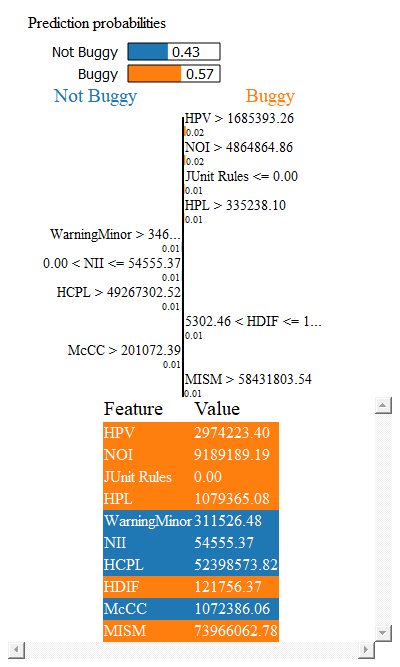 Prediction probabilities
Not Buggy 0.43
Buggy 0.57
Not Buggy Buggy
HPV > 1685393.26
0.02
NOI > 4864864.86
0.02
JUnit Rules <= 0.00
0.01
HPL > 335238.10
0.01
WarningMinor > 346...
0.01
0.00 < NII <= 54555.37
0.01
HCPL > 49267302.52
0.01
5302.46 < HDIF <= 1...
0.01
McCC > 201072.39
0.01
MISM > 58431803.54
0.01
Feature Value
HPV 2974223.40
NOI 9189189.19
JUnit Rules 0.00
HPL 1079365.08
WarningMinor 311526.48
NII 54555.37
HCPL 52398573.82
HDIF 121756.37
McCC 1072386.06
MISM 73966062.78